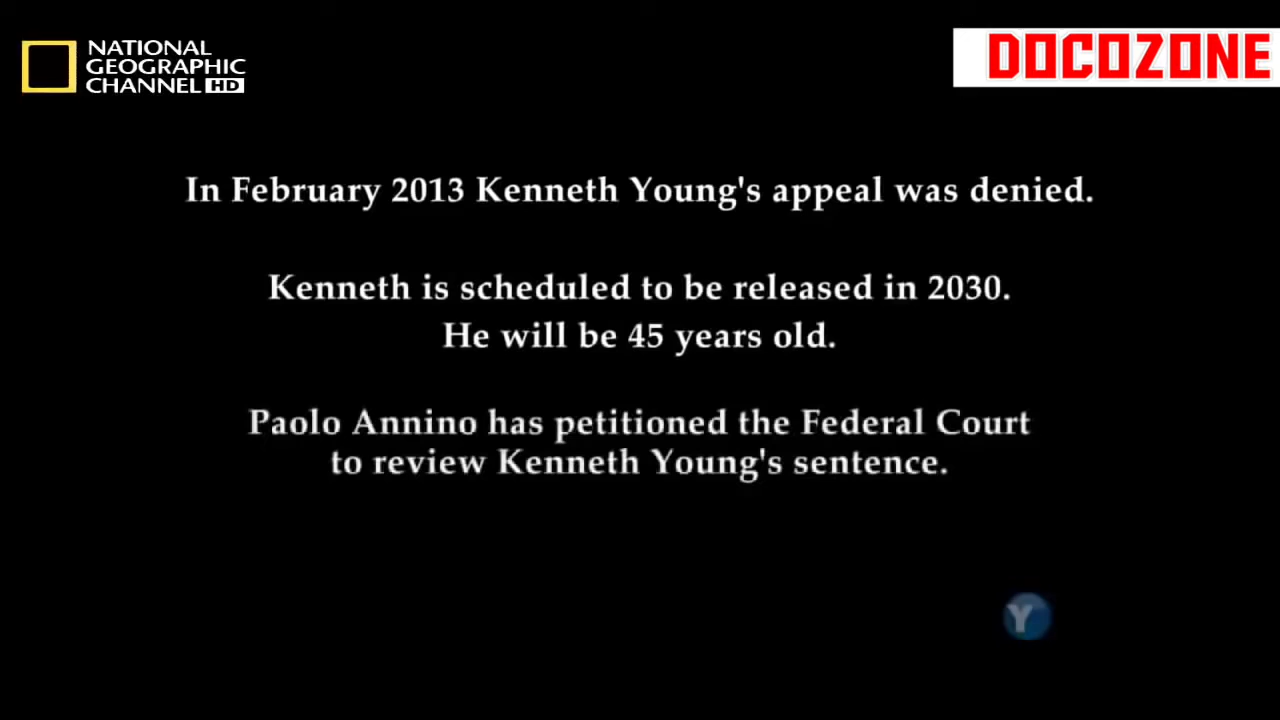 NATIONAL
GEOGRAPHIC
CHANNEL HD
DOCOZONE
In February 2013 Kenneth Young's appeal was denied.
Kenneth is scheduled to be released in 2030.
He will be 45 years old.
Paolo Annino has petitioned the Federal Court
to review Kenneth Young's sentence.
Y